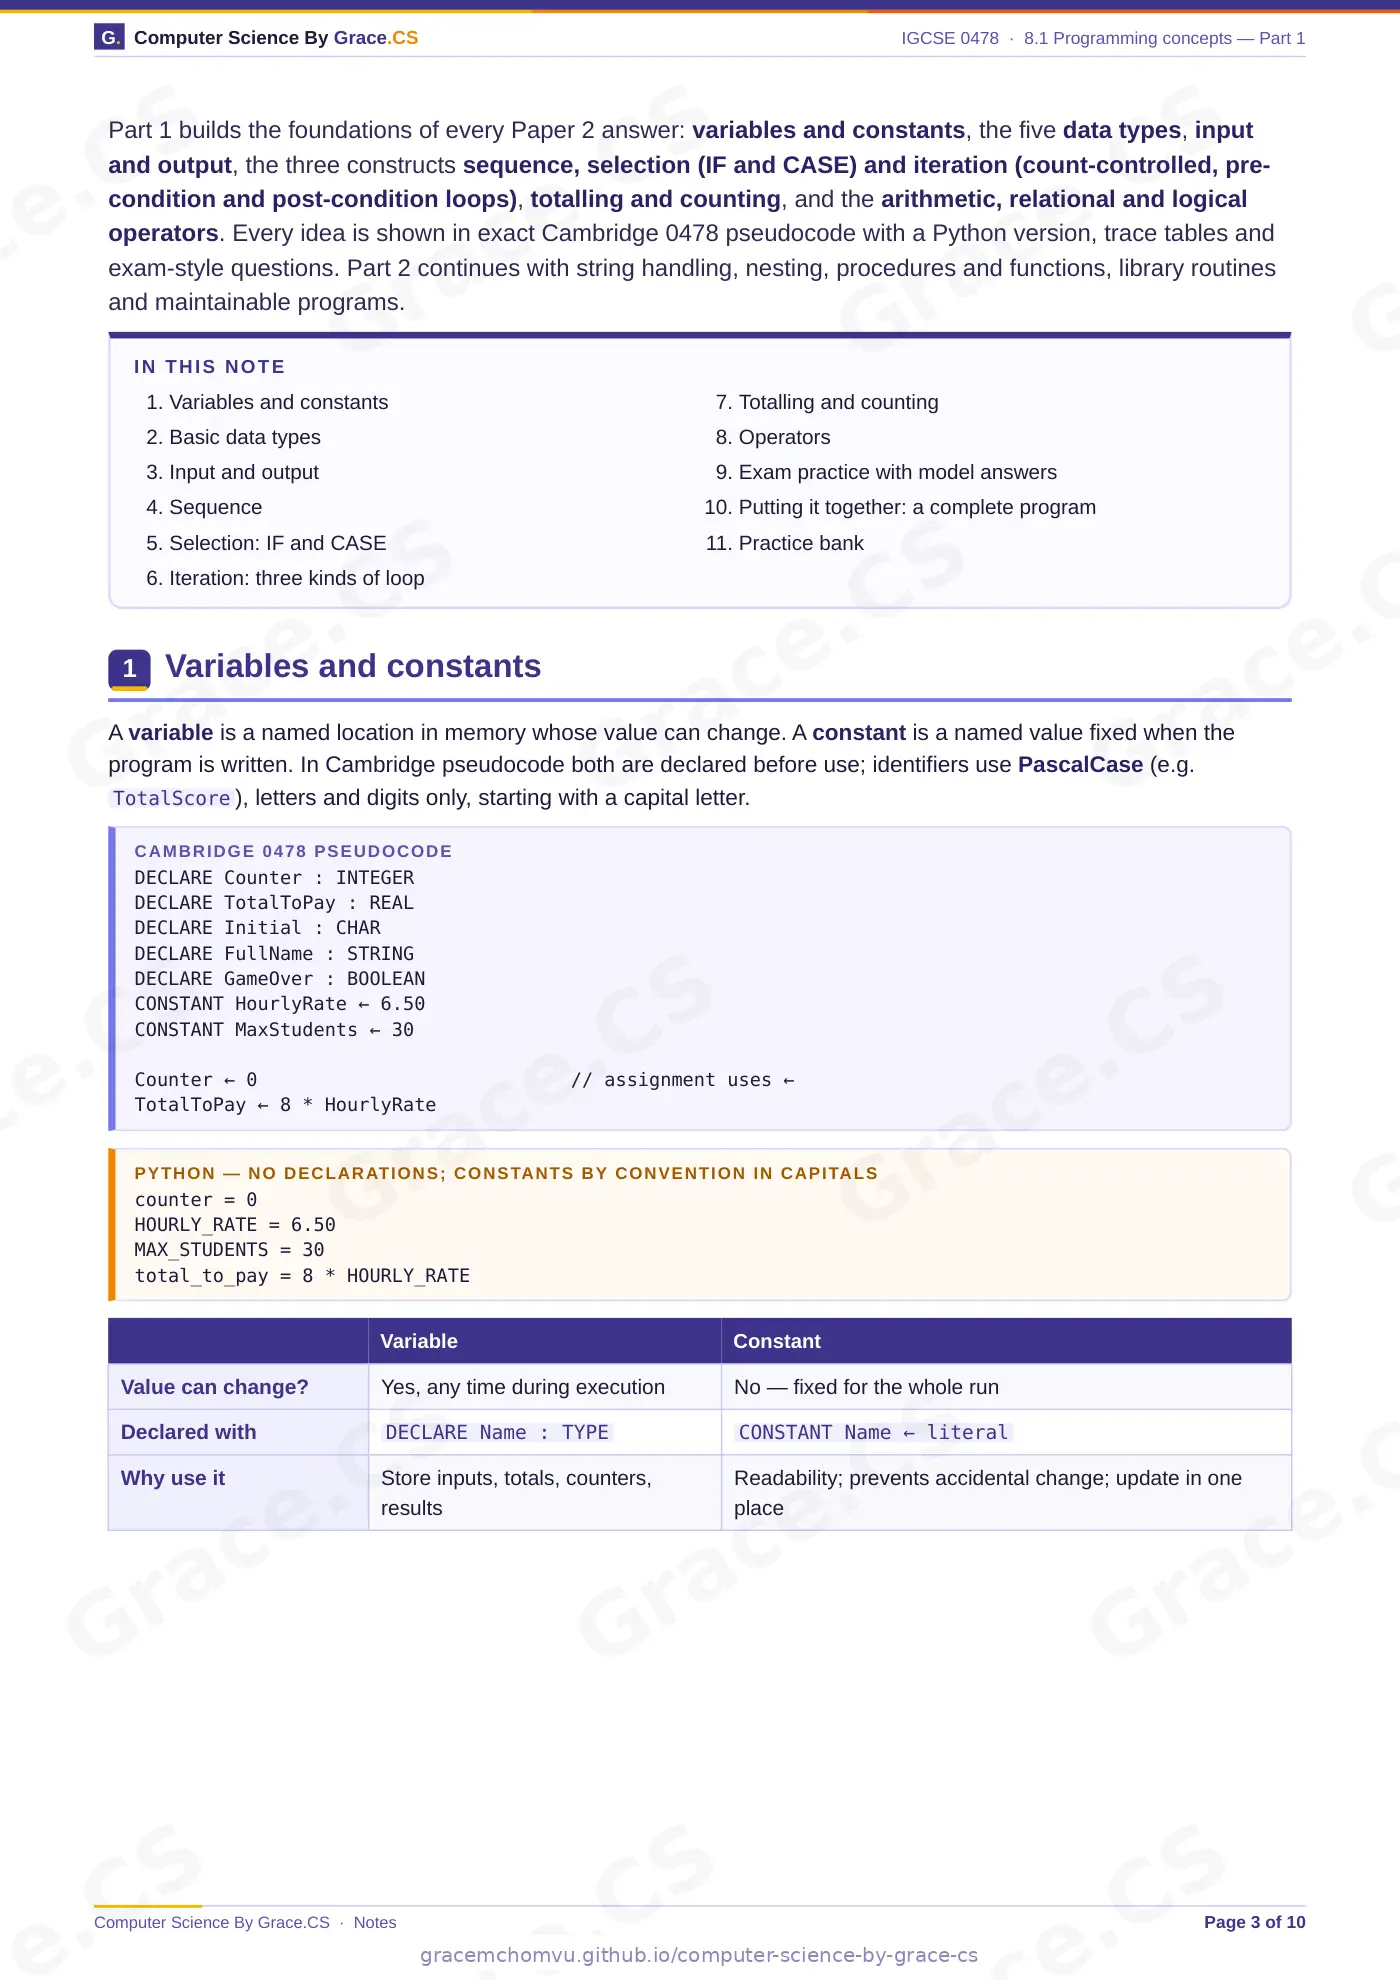 G. Computer Science By Grace.CS
IGCSE 0478 · 8.1 Programming concepts — Part 1
Part 1 builds the foundations of every Paper 2 answer: variables and constants, the five data types, input
and output, the three constructs sequence, selection (IF and CASE) and iteration (count-controlled, pre-
condition and post-condition loops), totalling and counting, and the arithmetic, relational and logical
operators. Every idea is shown in exact Cambridge 0478 pseudocode with a Python version, trace tables and
exam-style questions. Part 2 continues with string handling, nesting, procedures and functions, library routines
and maintainable programs.
IN THIS NOTE
1. Variables and constants
2. Basic data types
3. Input and output
4. Sequence
5. Selection: IF and CASE
6. Iteration: three kinds of loop
7. Totalling and counting
8. Operators
9. Exam practice with model answers
10. Putting it together: a complete program
11. Practice bank
1 Variables and constants
A variable is a named location in memory whose value can change. A constant is a named value fixed when the
program is written. In Cambridge pseudocode both are declared before use; identifiers use PascalCase (e.g.
TotalScore), letters and digits only, starting with a capital letter.
CAMBRIDGE 0478 PSEUDOCODE
DECLARE Counter : INTEGER
DECLARE TotalToPay : REAL
DECLARE Initial : CHAR
DECLARE FullName : STRING
DECLARE GameOver : BOOLEAN
CONSTANT HourlyRate ← 6.50
CONSTANT MaxStudents ← 30
Counter ← 0 // assignment uses ←
TotalToPay ← 8 * HourlyRate
PYTHON — NO DECLARATIONS; CONSTANTS BY CONVENTION IN CAPITALS
counter = 0
HOURLY_RATE = 6.50
MAX_STUDENTS = 30
total_to_pay = 8 * HOURLY_RATE
Variable Constant
Value can change? Yes, any time during execution No — fixed for the whole run
Declared with DECLARE Name : TYPE CONSTANT Name ← literal
Why use it Store inputs, totals, counters, Readability; prevents accidental change; update in one
results place
Computer Science By Grace.CS · Notes
Page 3 of 10
gracemchomvu.github.io/computer-science-by-grace-cs